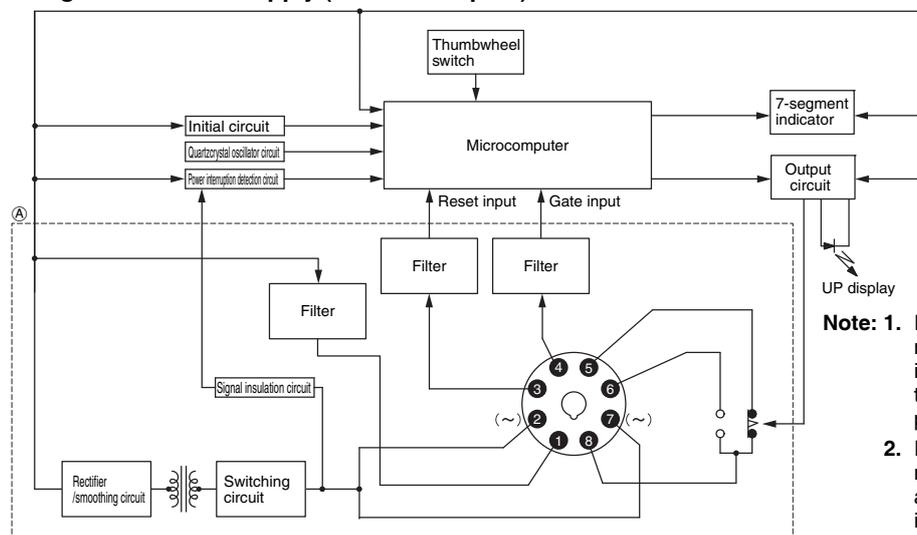 Thumbwheel
switch
7-segment
indicator
Initial circuit
Microcomputer
Quartzcrystal oscillator circuit
Output
circuit
Power interruption detection circuit
Reset input
Gate input
A
Filter
Filter
UP display
Filter
Note: 1.
4
5
Signal insulation circuit
3
6
(~)
2
7
(~)
1
8
2.
Rectifier
/smoothing circuit
Switching
circuit